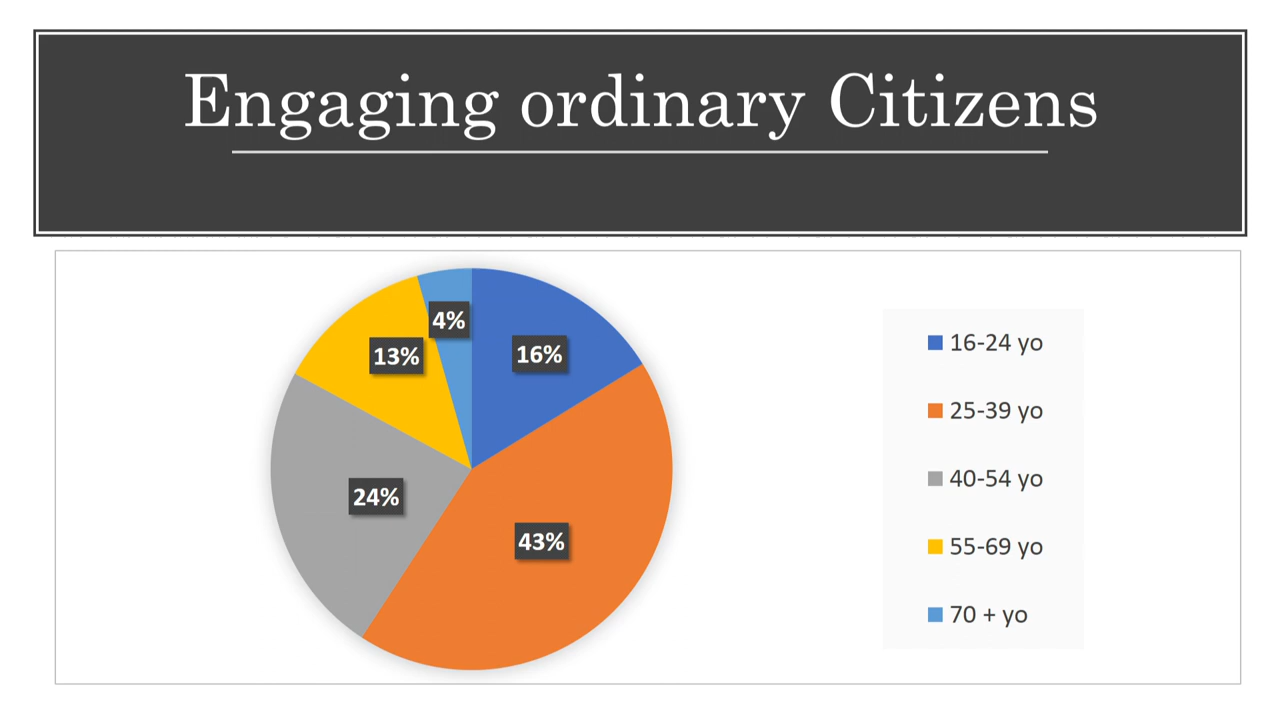 Engaging ordinary Citizens
4%
16%
13%
24%
43%
16-24 yo
25-39 yo
40-54 yo
55-69 yo
70 + yo